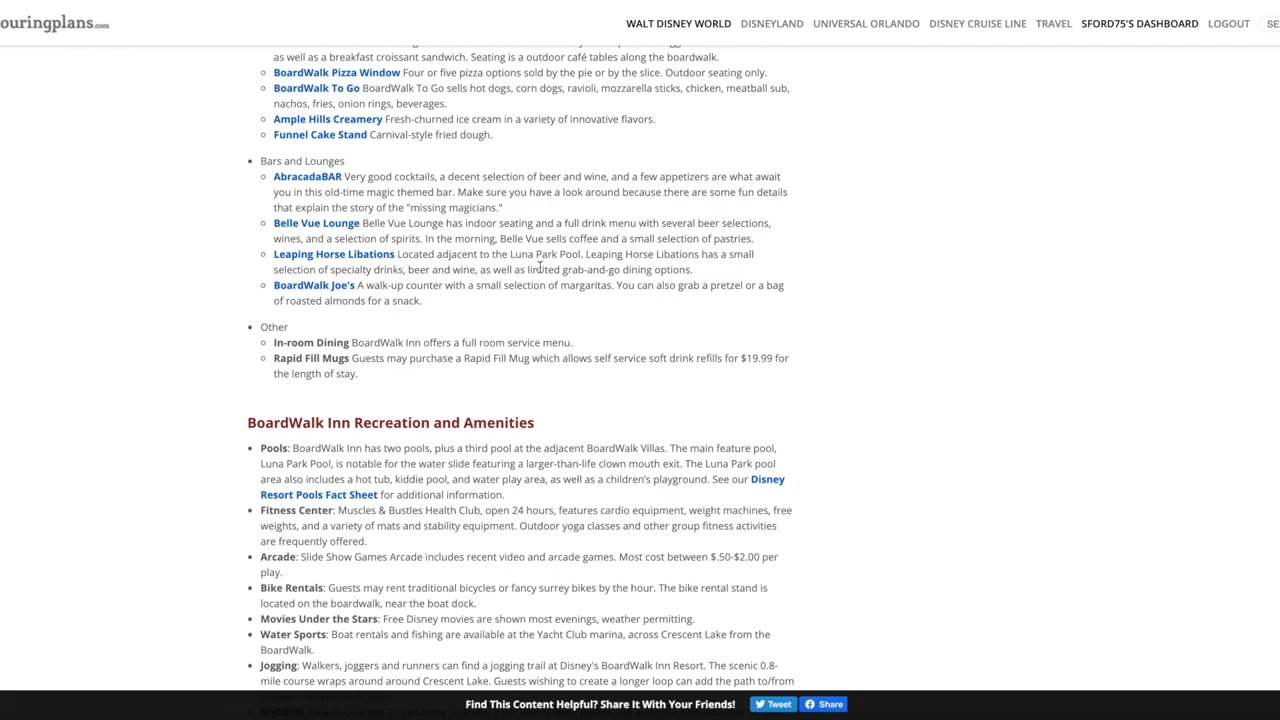 ouringplans.com
WALT DISNEY WORLD DISNEYLAND UNIVERSAL ORLANDO DISNEY CRUISE LINE TRAVEL SFORD75'S DASHBOARD LOGOUT SE
as well as a breakfast croissant sandwich. Seating is a outdoor café tables along the boardwalk.
BoardWalk Pizza Window Four or five pizza options sold by the pie or by the slice. Outdoor seating only.
BoardWalk To Go BoardWalk To Go sells hot dogs, corn dogs, ravioli, mozzarella sticks, chicken, meatball sub,
nachos, fries, onion rings, beverages.
Ample Hills Creamery Fresh-churned ice cream in a variety of innovative flavors.
Funnel Cake Stand Carnival-style fried dough.
Bars and Lounges
AbracadaBAR Very good cocktails, a decent selection of beer and wine, and a few appetizers are what await
you in this old-time magic themed bar. Make sure you have a look around because there are some fun details
that explain the story of the "missing magicians."
Belle Vue Lounge Belle Vue Lounge has indoor seating and a full drink menu with several beer selections,
wines, and a selection of spirits. In the morning, Belle Vue sells coffee and a small selection of pastries.
Leaping Horse Libations Located adjacent to the Luna Park Pool. Leaping Horse Libations has a small
selection of specialty drinks, beer and wine, as well as limited grab-and-go dining options.
BoardWalk Joe's A walk-up counter with a small selection of margaritas. You can also grab a pretzel or a bag
of roasted almonds for a snack.
Other
In-room Dining BoardWalk Inn offers a full room service menu.
Rapid Fill Mugs Guests may purchase a Rapid Fill Mug which allows self service soft drink refills for $19.99 for
the length of stay.
BoardWalk Inn Recreation and Amenities
Pools: BoardWalk Inn has two pools, plus a third pool at the adjacent BoardWalk Villas. The main feature pool,
Luna Park Pool, is notable for the water slide featuring a larger-than-life clown mouth exit. The Luna Park pool
area also includes a hot tub, kiddie pool, and water play area, as well as a children's playground. See our Disney
Resort Pools Fact Sheet for additional information.
Fitness Center: Muscles & Bustles Health Club, open 24 hours, features cardio equipment, weight machines, free
weights, and a variety of mats and stability equipment. Outdoor yoga classes and other group fitness activities
are frequently offered.
Arcade: Slide Show Games Arcade includes recent video and arcade games. Most cost between $.50-$2.00 per
play.
Bike Rentals: Guests may rent traditional bicycles or fancy surrey bikes by the hour. The bike rental stand is
located on the boardwalk, near the boat dock.
Movies Under the Stars: Free Disney movies are shown most evenings, weather permitting.
Water Sports: Boat rentals and fishing are available at the Yacht Club marina, across Crescent Lake from the
BoardWalk.
Jogging: Walkers, joggers and runners can find a jogging trail at Disney's BoardWalk Inn Resort. The scenic 0.8-
mile course wraps around around Crescent Lake. Guests wishing to create a longer loop can add the path to/from
Find This Content Helpful? Share It With Your Friends! Tweet Share